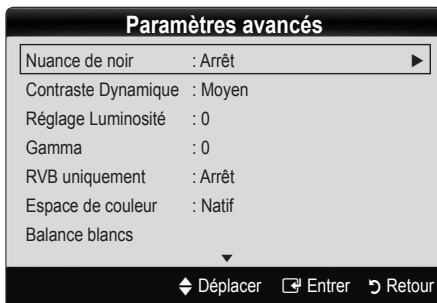 Paramètres avancés
Nuance de noir : Arrêt
Contraste Dynamique : Moyen
Réglage Luminosité : 0
Gamma : 0
RVB uniquement : Arrêt
Espace de couleur : Natif
Balance blancs
Déplacer Entrer Retour